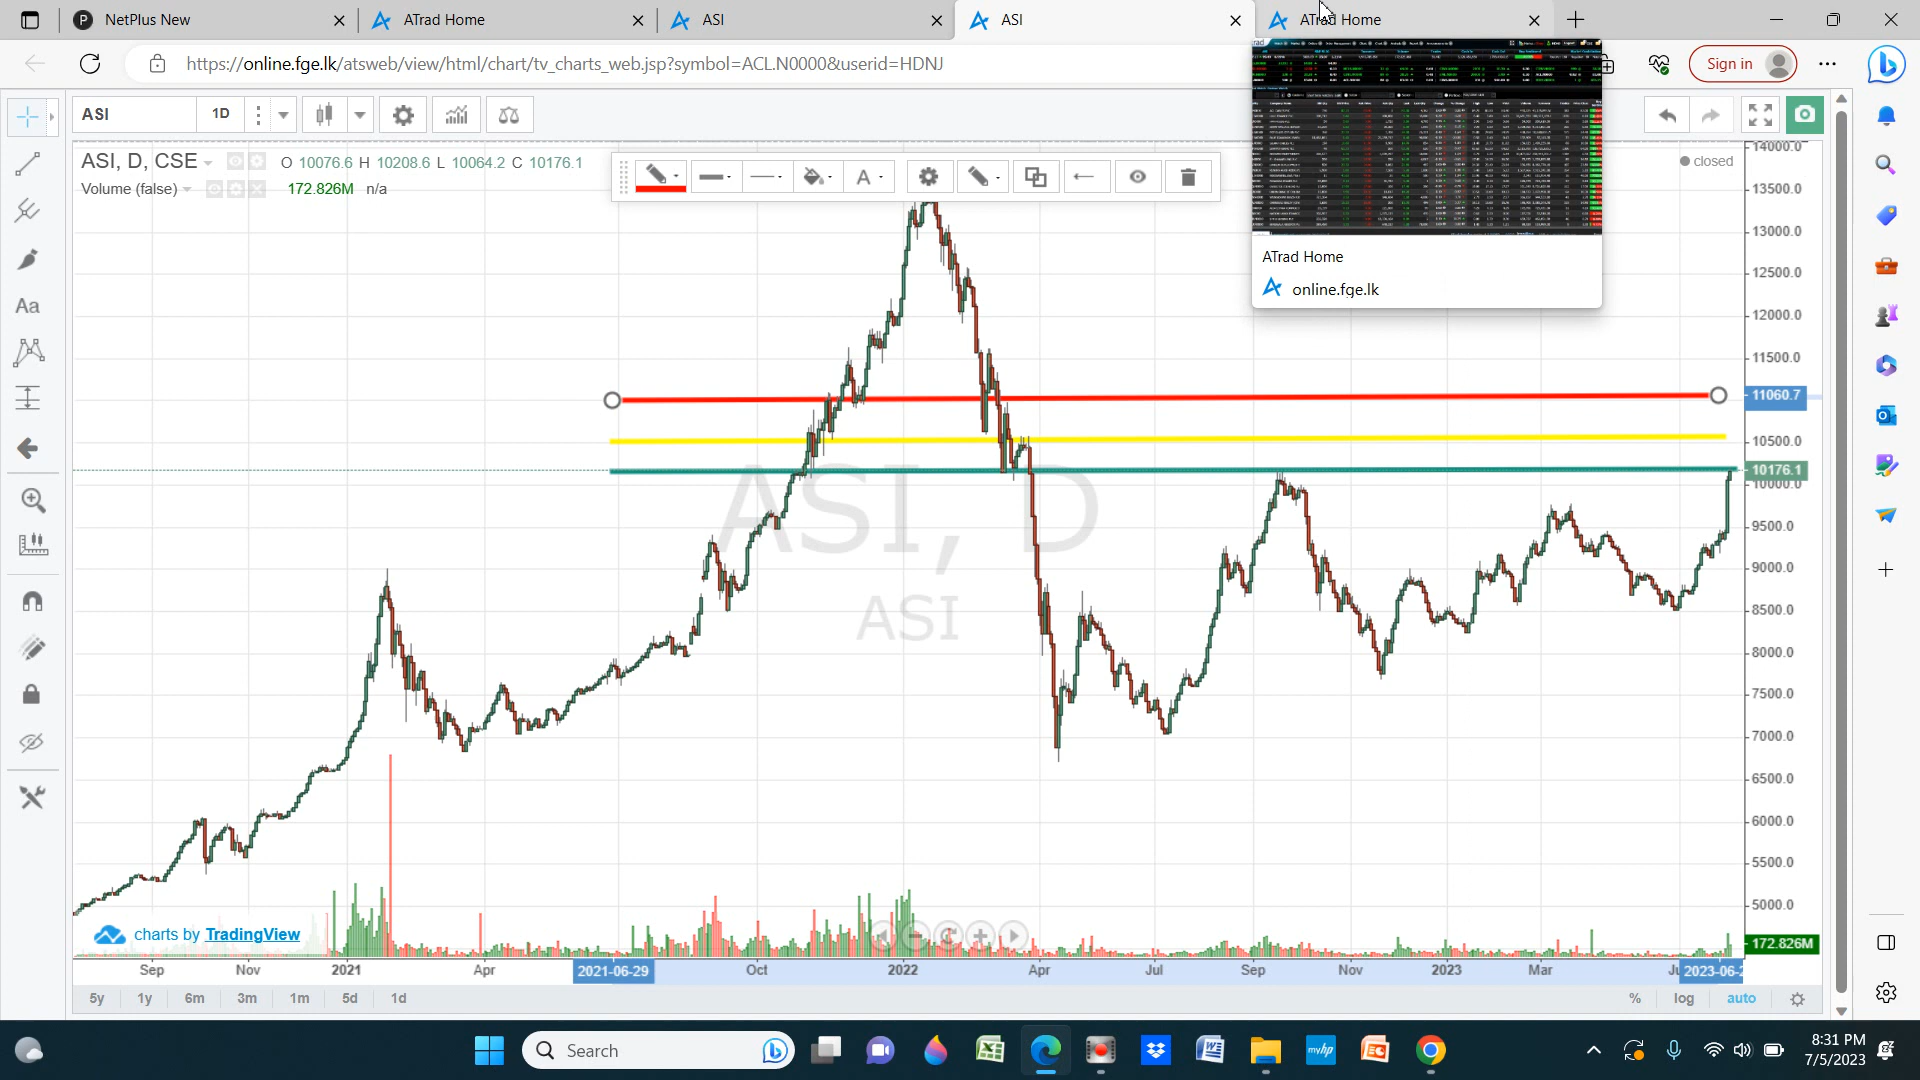 NetPlus New
ATrad Home
ASI
ASI
ATrad Home
https://online.fge.lk/atsweb/view/html/chart/tv_charts_web.jsp?symbol=ACL.N0000&userid=HDNJ
Sign in
ASI
1D
ASI, D, CSE
O 10076.6 H 10208.6 L 10064.2 C 10176.1
closed
Volume (false)
172.826M n/a
Aa
A
ATrad Home
online.fge.lk
14000.0
13500.0
13000.0
12500.0
12000.0
11500.0
11060.7
10500.0
10176.1
10000.0
9500.0
9000.0
8500.0
8000.0
7500.0
7000.0
6500.0
6000.0
5500.0
5000.0
172.826M
ASI, D
ASI
charts by TradingView
Sep
Nov
2021
Apr
2021-06-29
Oct
2022
Apr
Jul
Sep
Nov
2023
Mar
2023-06-2
5y
1y
6m
3m
1m
5d
1d
%
log
auto
Search
8:31 PM
7/5/2023